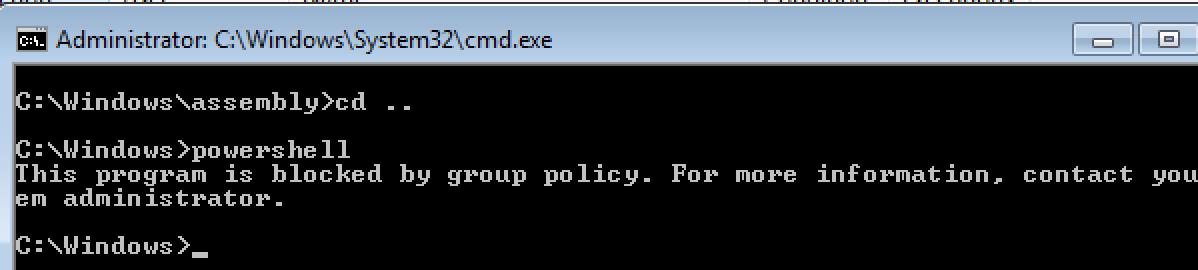 Administrator: C:\Windows\System32\cmd.exe
C:\Windows\assembly>cd ..
C:\Windows>powershell
This program is blocked by group policy. For more information, contact you
em administrator.
C:\Windows>_